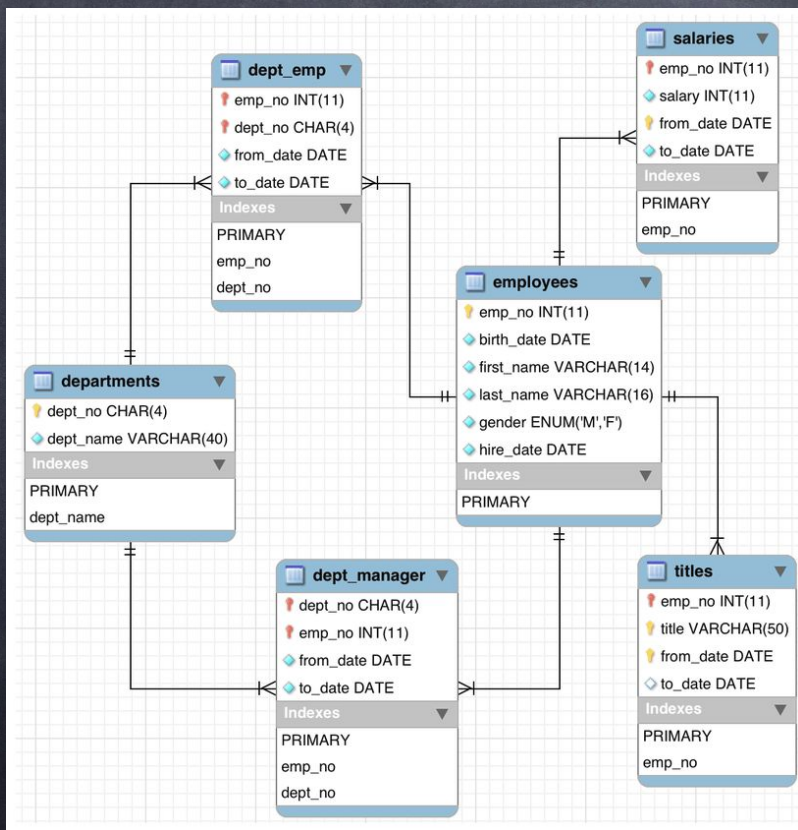 dept_emp
emp_no INT(11)
dept_no CHAR(4)
from_date DATE
to_date DATE
Indexes
PRIMARY
emp_no
dept_no
salaries
emp_no INT(11)
salary INT(11)
from_date DATE
to_date DATE
Indexes
PRIMARY
emp_no
employees
emp_no INT(11)
birth_date DATE
first_name VARCHAR(14)
last_name VARCHAR(16)
gender ENUM('M','F')
hire_date DATE
Indexes
PRIMARY
departments
dept_no CHAR(4)
dept_name VARCHAR(40)
Indexes
PRIMARY
dept_name
dept_manager
dept_no CHAR(4)
emp_no INT(11)
from_date DATE
to_date DATE
Indexes
PRIMARY
emp_no
dept_no
titles
emp_no INT(11)
title VARCHAR(50)
from_date DATE
to_date DATE
Indexes
PRIMARY
emp_no